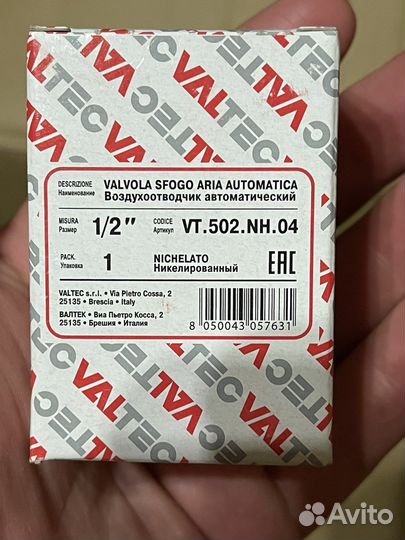 VALTEC
DESCRIZIONE VALVOLA SFOGO ARIA AUTOMATICA
Наименование Воздухоотводчик автоматический
MISURA 1/2” CODICE VT.502.NH.04
Размер Артикул
PACK. 1 NICHELATO
Упаковка Никелированный
EAC
VALTEC s.r.l. • Via Pietro Cossa, 2
25135 • Brescia • Italy
ВАЛТЕК • Виа Пьетро Косса, 2
25135 • Брешия • Италия
8 050043 057631
Avito